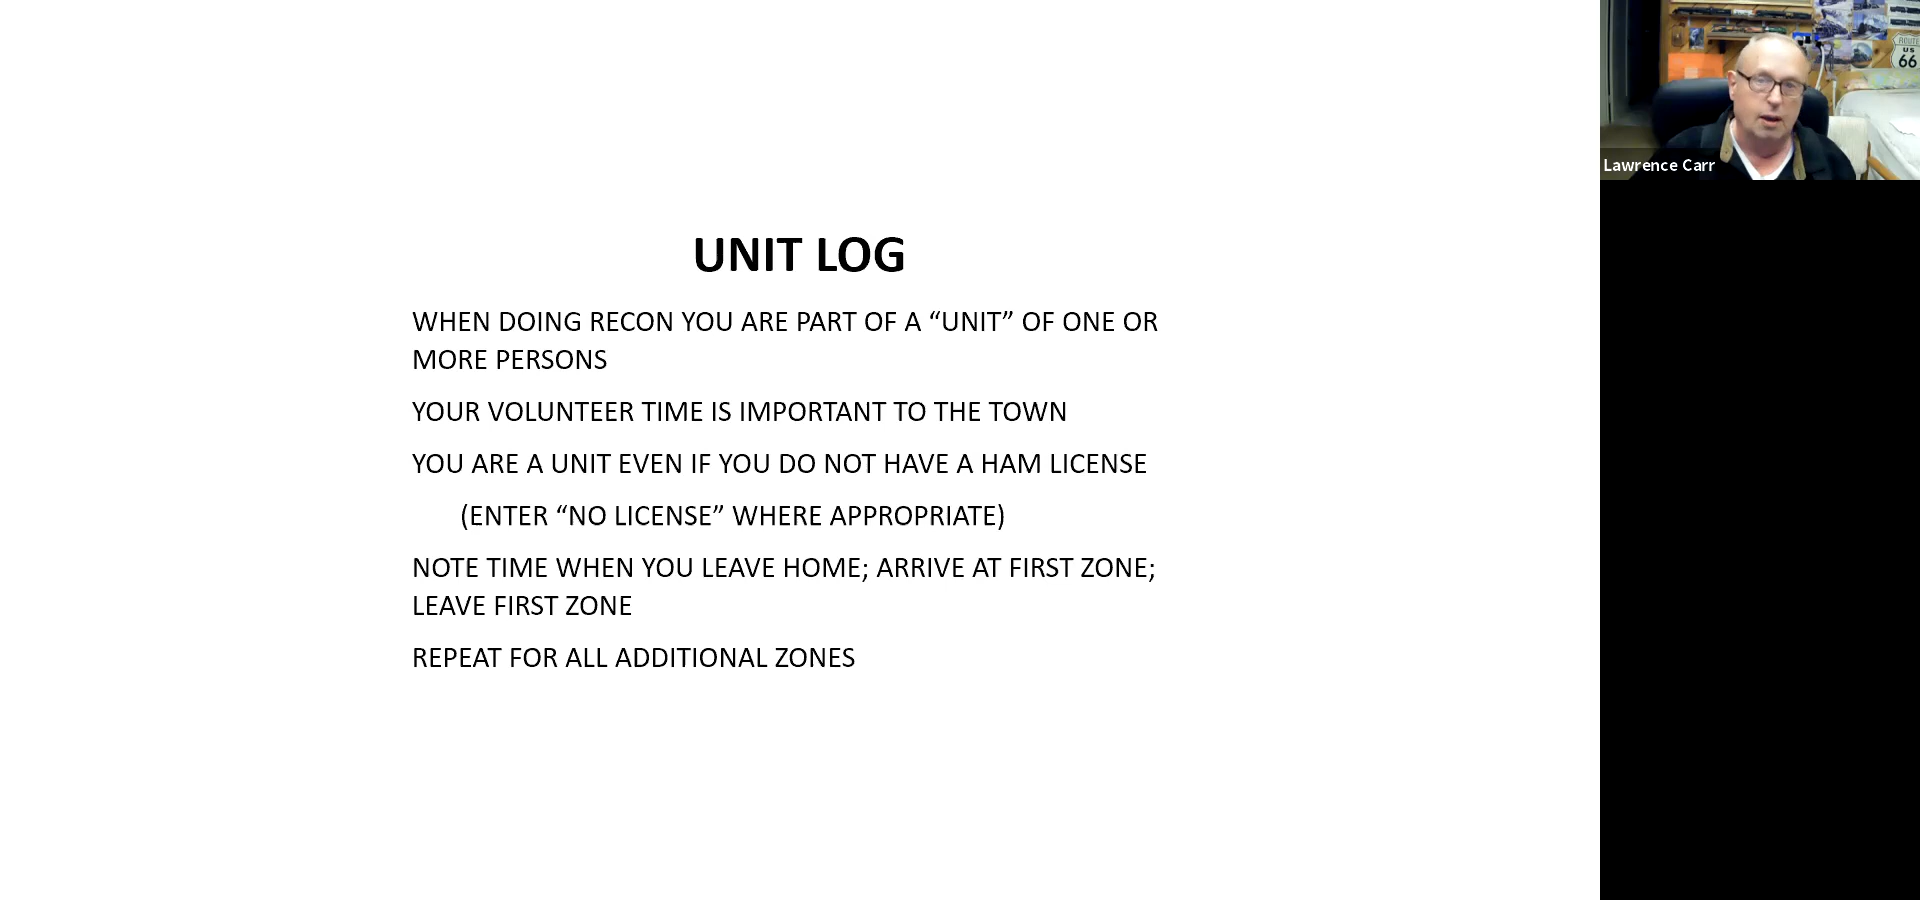 UNIT LOG
WHEN DOING RECON YOU ARE PART OF A “UNIT” OF ONE OR
MORE PERSONS
YOUR VOLUNTEER TIME IS IMPORTANT TO THE TOWN
YOU ARE A UNIT EVEN IF YOU DO NOT HAVE A HAM LICENSE
(ENTER “NO LICENSE” WHERE APPROPRIATE)
NOTE TIME WHEN YOU LEAVE HOME; ARRIVE AT FIRST ZONE;
LEAVE FIRST ZONE
REPEAT FOR ALL ADDITIONAL ZONES
ROUTE
US
66
Lawrence Carr